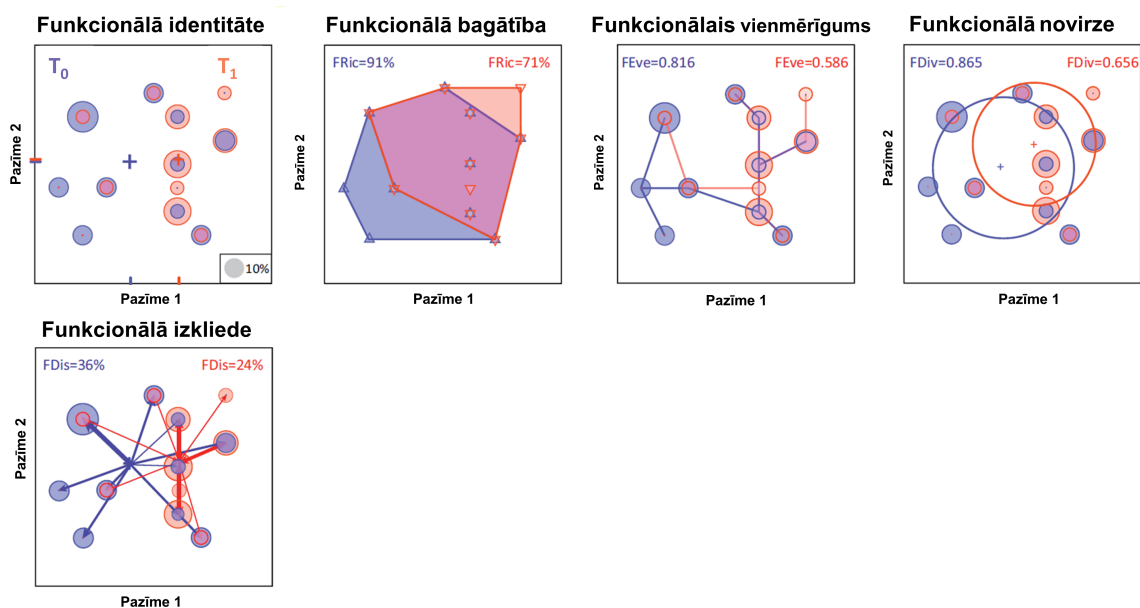 Funkcionālā identitāte
T0
T1
Pazīme 2
10%
Pazīme 1
Funkcionālā bagātība
FRic=91%
FRic=71%
Pazīme 2
Pazīme 1
Funkcionālais vienmērīgums
FEve=0.816
FEve=0.586
Pazīme 2
Pazīme 1
Funkcionālā novirze
FDiv=0.865
FDiv=0.656
Pazīme 2
Pazīme 1
Funkcionālā izkliede
FDis=36%
FDis=24%
Pazīme 2
Pazīme 1